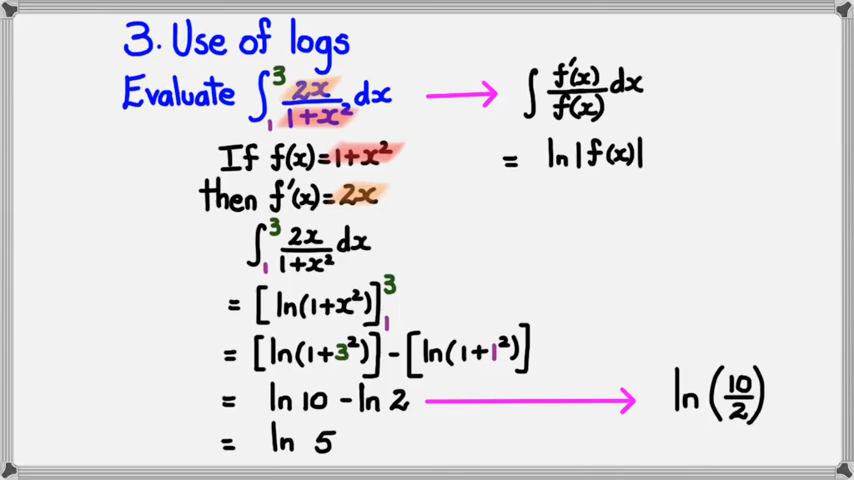 3. Use of logs
Evaluate ∫₁³ 2x/(1+x²) dx → ∫ f'(x)/f(x) dx
If f(x)=1+x² = ln|f(x)|
then f'(x)=2x
∫₁³ 2x/(1+x²) dx
= [ln(1+x²)]₁³
= [ln(1+3²)] - [ln(1+1²)]
= ln 10 - ln 2 → ln(10/2)
= ln 5